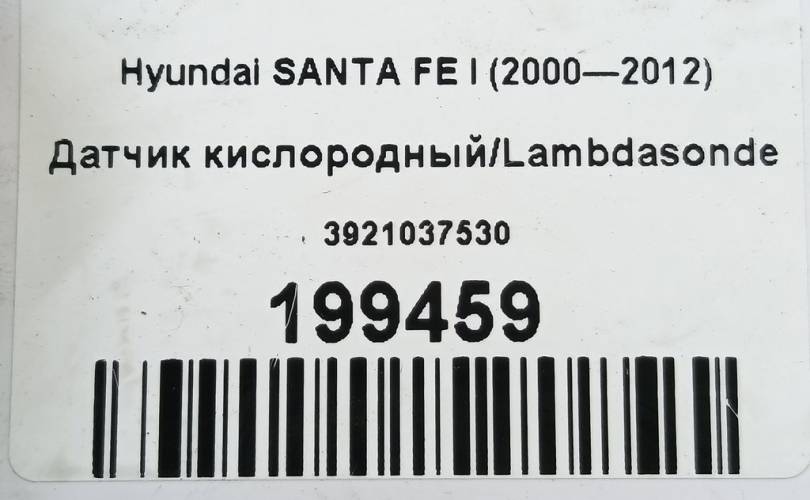 Hyundai SANTA FE I (2000—2012)
Датчик кислородный/Lambdasonde
3921037530
199459